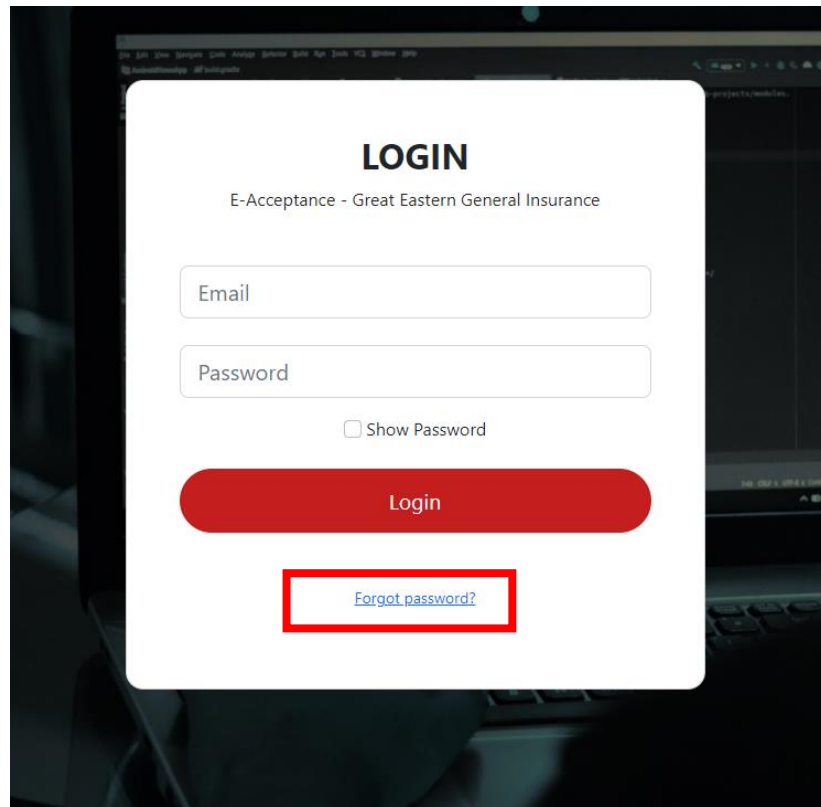 LOGIN
E-Acceptance - Great Eastern General Insurance
Email
Password
Show Password
Login
Forgot password?